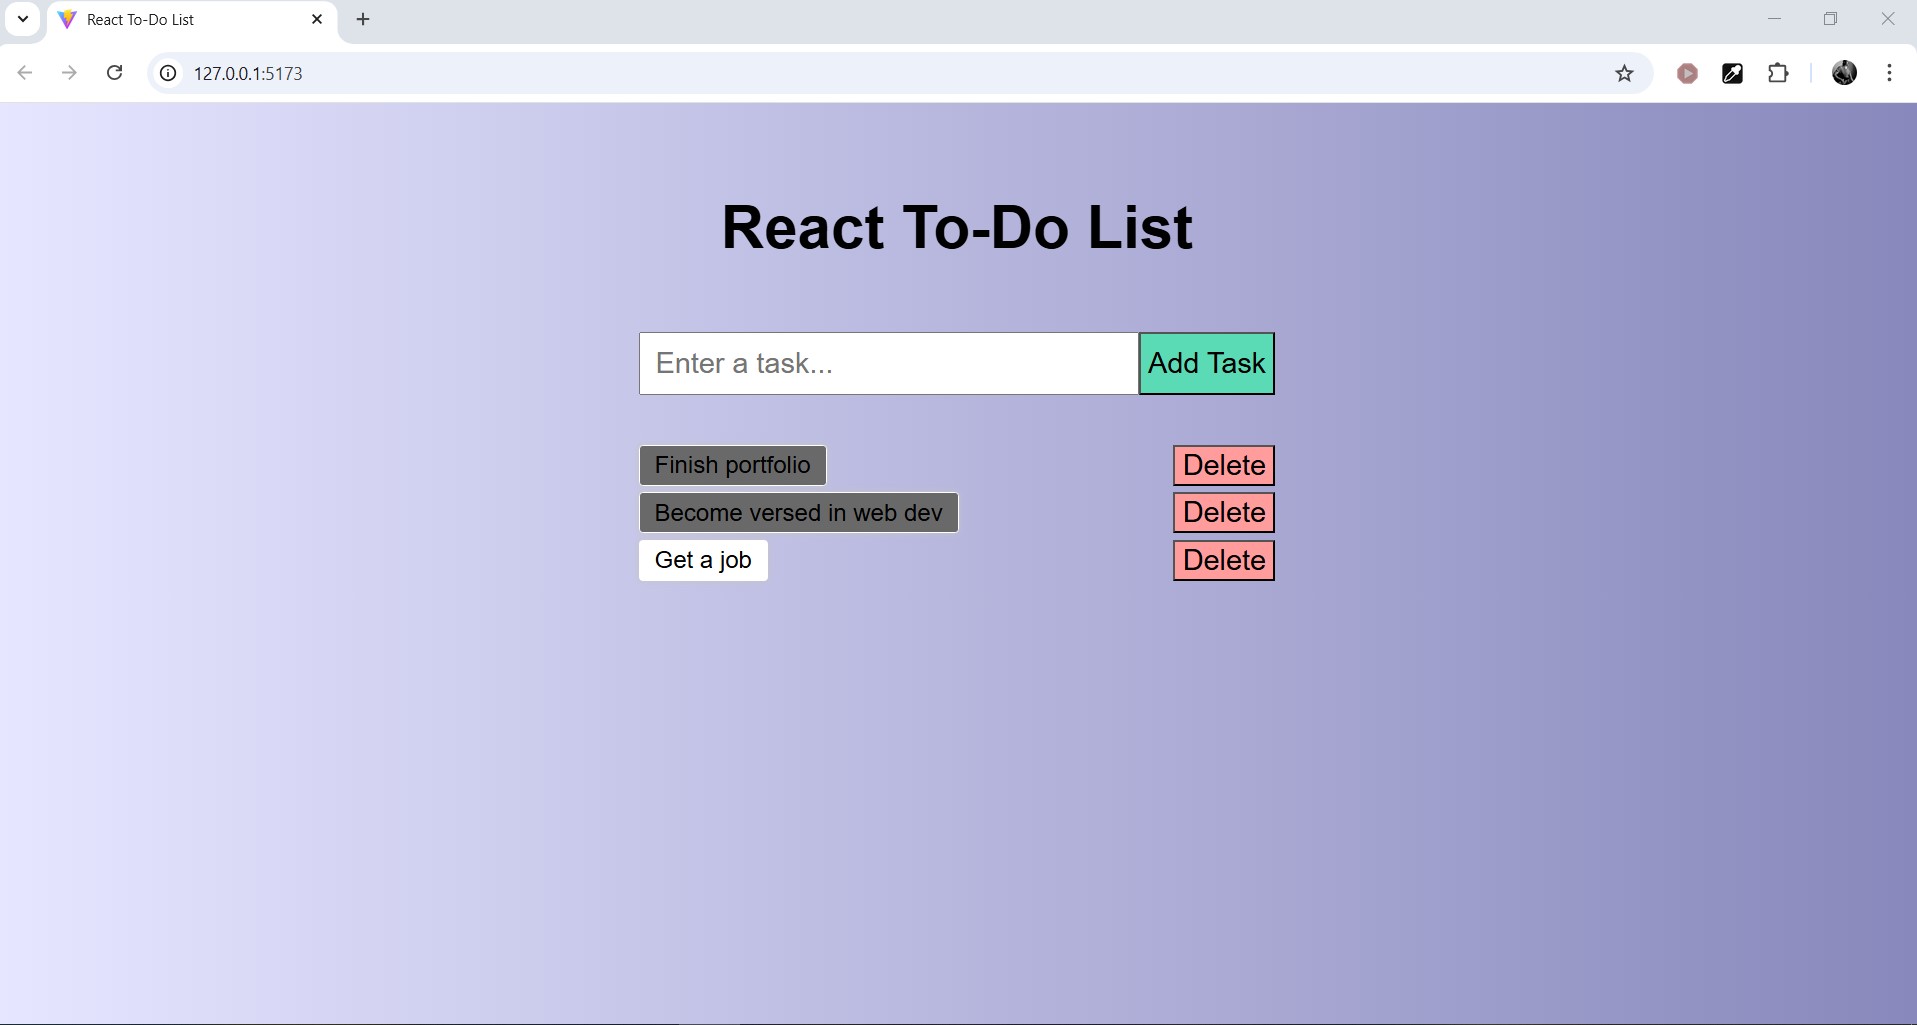 React To-Do List
127.0.0.1:5173
React To-Do List
Enter a task...
Add Task
Finish portfolio
Delete
Become versed in web dev
Delete
Get a job
Delete